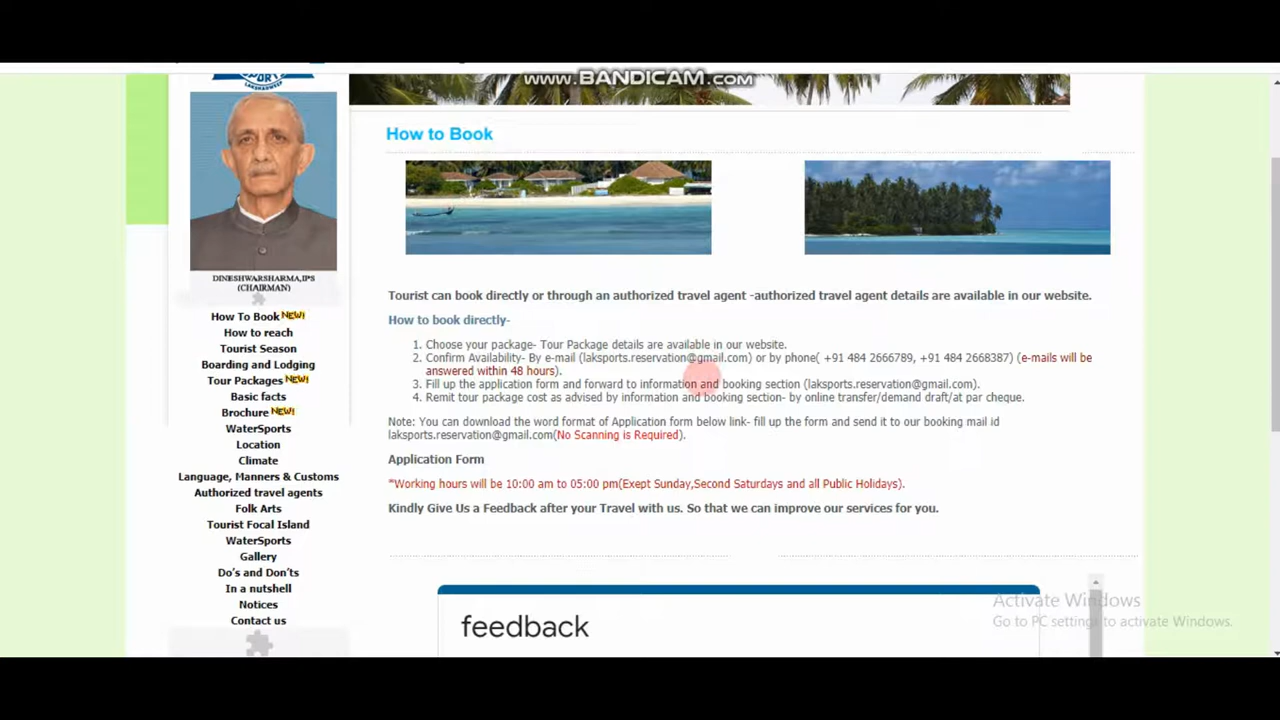 www.BANDICAM.com
LAKSHADWEEP
DINESHWARSHARMA,IPS
(CHAIRMAN)
How To Book NEW!
How to reach
Tourist Season
Boarding and Lodging
Tour Packages NEW!
Basic facts
Brochure NEW!
WaterSports
Location
Climate
Language, Manners & Customs
Authorized travel agents
Folk Arts
Tourist Focal Island
WaterSports
Gallery
Do's and Don'ts
In a nutshell
Notices
Contact us
How to Book
Tourist can book directly or through an authorized travel agent -authorized travel agent details are available in our website.
How to book directly-
1. Choose your package- Tour Package details are available in our website.
2. Confirm Availability- By e-mail (laksports.reservation@gmail.com) or by phone( +91 484 2666789, +91 484 2668387) (e-mails will be
answered within 48 hours).
3. Fill up the application form and forward to information and booking section (laksports.reservation@gmail.com).
4. Remit tour package cost as advised by information and booking section- by online transfer/demand draft/at par cheque.
Note: You can download the word format of Application form below link- fill up the form and send it to our booking mail id
laksports.reservation@gmail.com(No Scanning is Required).
Application Form
*Working hours will be 10:00 am to 05:00 pm(Exept Sunday,Second Saturdays and all Public Holidays).
Kindly Give Us a Feedback after your Travel with us. So that we can improve our services for you.
feedback
Activate Windows
Go to PC settings to activate Windows.